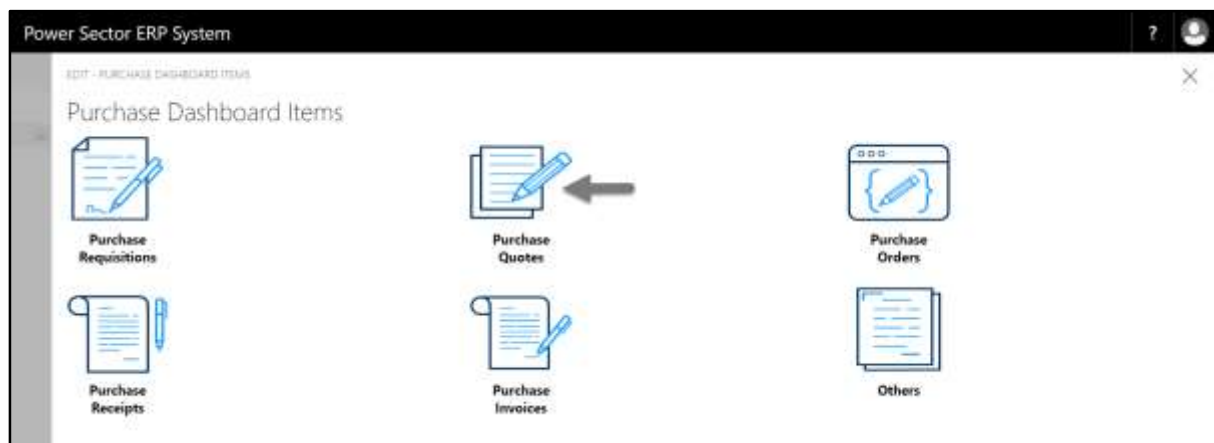 Power Sector ERP System
?
EDIT - PURCHASE DASHBOARD ITEMS
Purchase Dashboard Items
Purchase
Requisitions
Purchase
Quotes
Purchase
Orders
Purchase
Receipts
Purchase
Invoices
Others